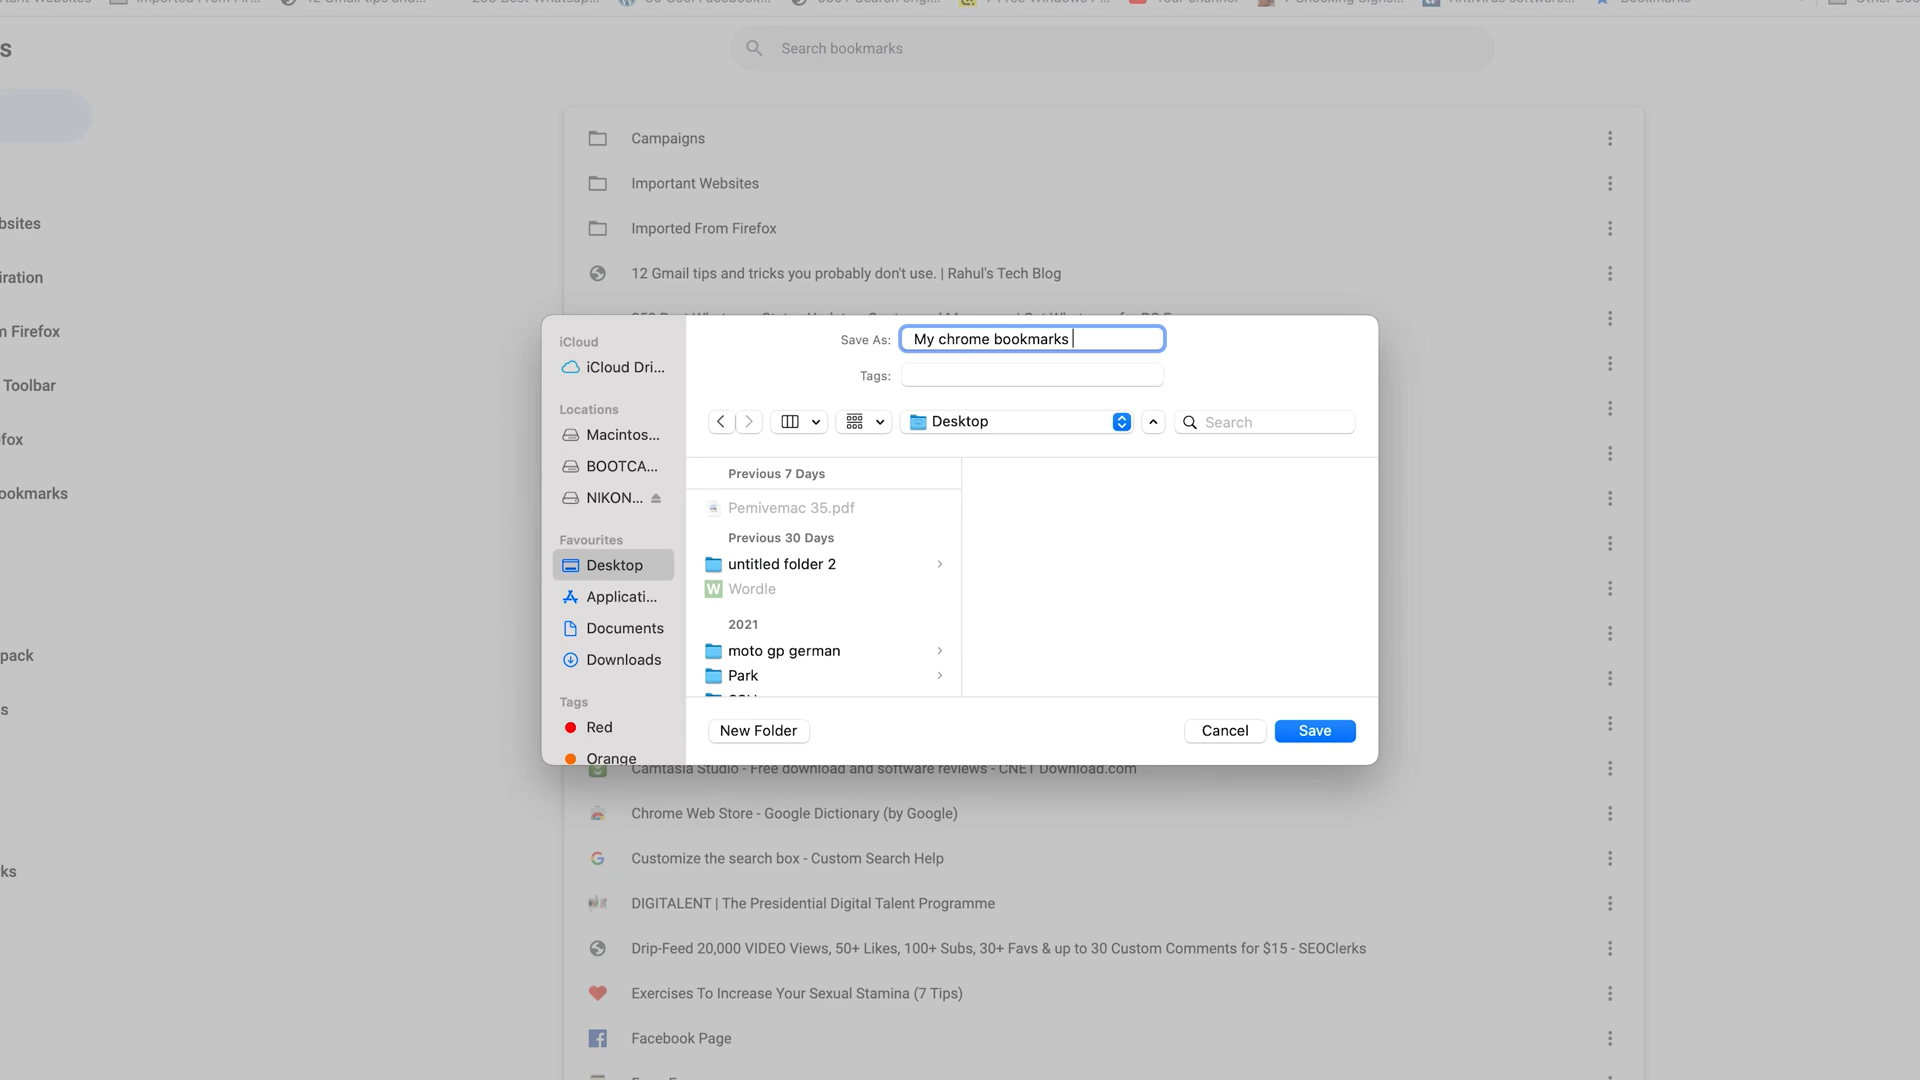 s
Search bookmarks
Campaigns
Important Websites
Imported From Firefox
12 Gmail tips and tricks you probably don't use. | Rahul's Tech Blog
bsites
iration
n Firefox
Toolbar
fox
ookmarks
pack
s
ks
iCloud
iCloud Dri...
Locations
Macintos...
BOOTCA...
NIKON...
Favourites
Desktop
Applicati...
Documents
Downloads
Tags
Red
Orange
Save As: My chrome bookmarks
Tags:
Desktop
Search
Previous 7 Days
Pemivemac 35.pdf
Previous 30 Days
untitled folder 2
W Wordle
2021
moto gp german
Park
New Folder
Cancel
Save
Camtasia Studio - Free download and software reviews - CNET Download.com
Chrome Web Store - Google Dictionary (by Google)
Customize the search box - Custom Search Help
DIGITALENT | The Presidential Digital Talent Programme
Drip-Feed 20,000 VIDEO Views, 50+ Likes, 100+ Subs, 30+ Favs & up to 30 Custom Comments for $15 - SEOClerks
Exercises To Increase Your Sexual Stamina (7 Tips)
Facebook Page